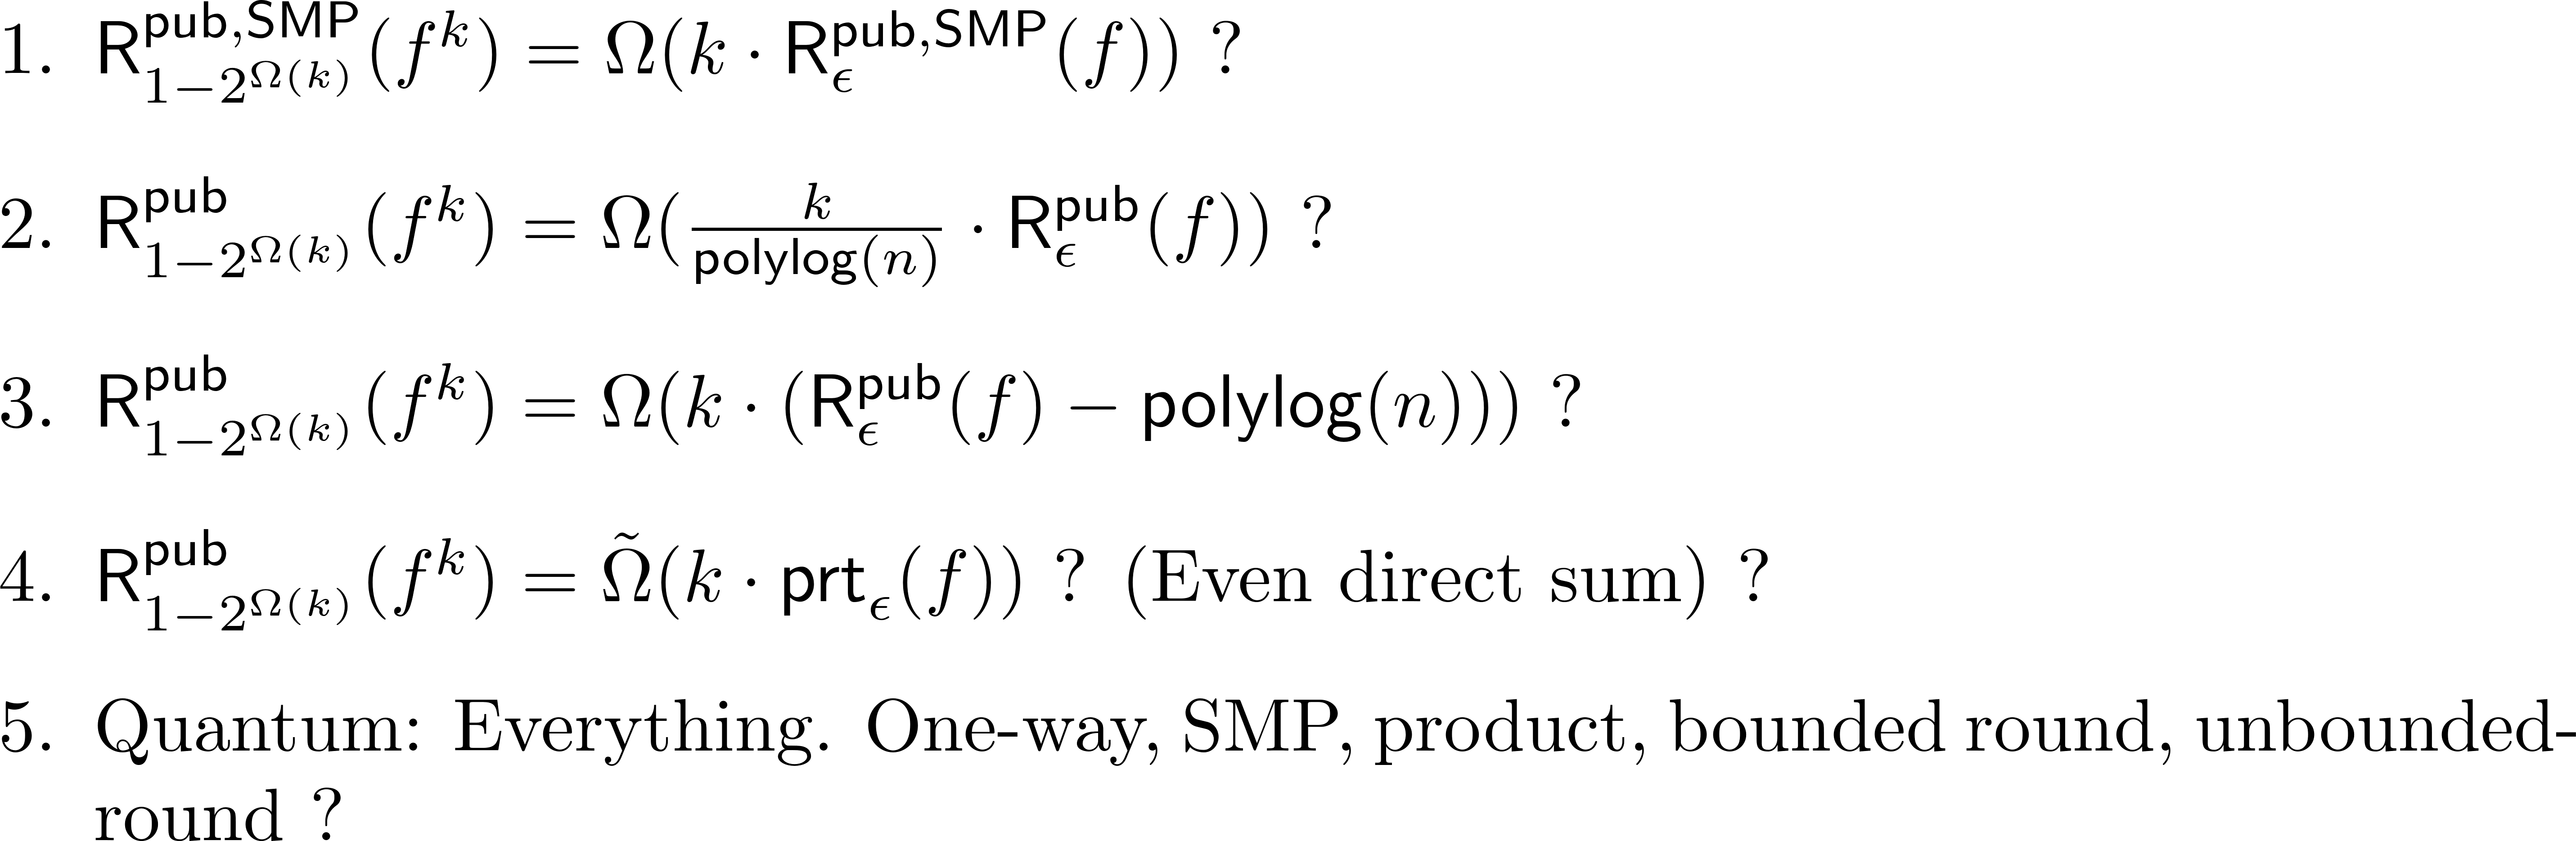 1. R^{pub,SMP}_{1−2^{Ω(k)}}(f^k) = Ω(k · R^{pub,SMP}_ϵ(f)) ?
2. R^{pub}_{1−2^{Ω(k)}}(f^k) = Ω(\frac{k}{polylog(n)} · R^{pub}_ϵ(f)) ?
3. R^{pub}_{1−2^{Ω(k)}}(f^k) = Ω(k · (R^{pub}_ϵ(f) − polylog(n))) ?
4. R^{pub}_{1−2^{Ω(k)}}(f^k) = \tilde{Ω}(k · prt_ϵ(f)) ? (Even direct sum) ?
5. Quantum: Everything. One-way, SMP, product, bounded round, unbounded-
round ?